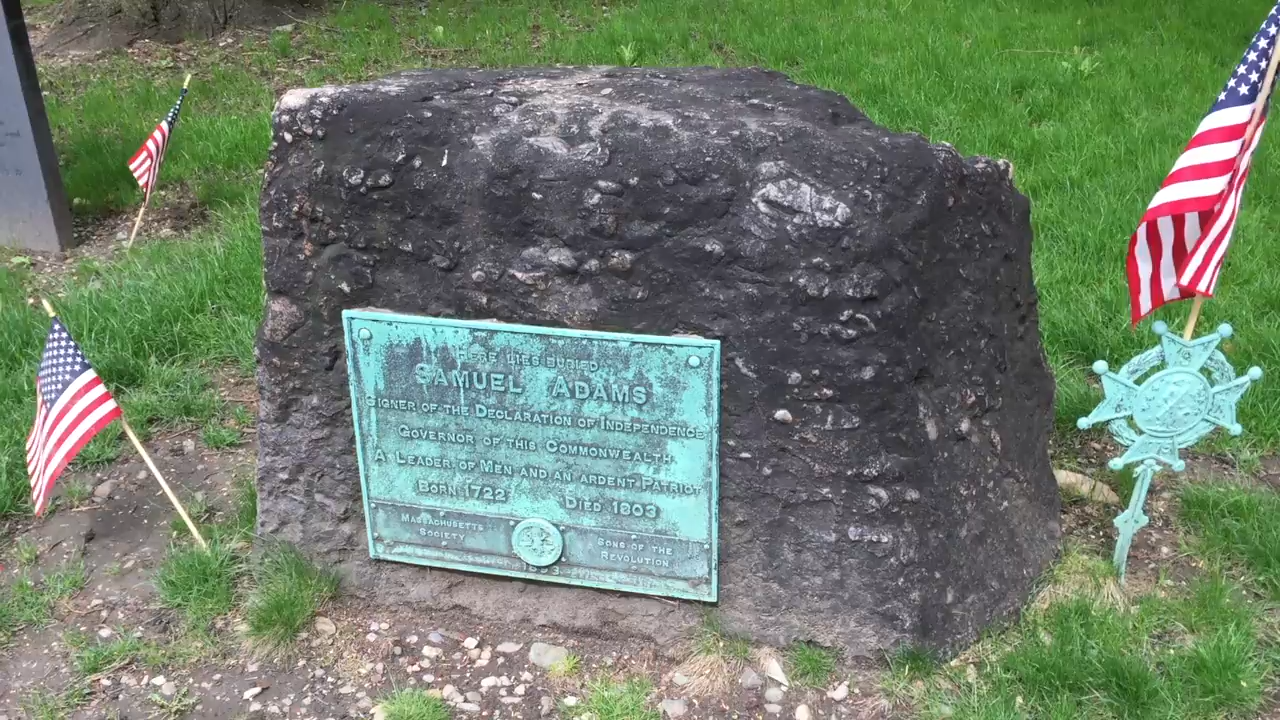 HERE LIES BURIED
SAMUEL ADAMS
SIGNER OF THE DECLARATION OF INDEPENDENCE
GOVERNOR OF THIS COMMONWEALTH
A LEADER OF MEN AND AN ARDENT PATRIOT
BORN 1722 DIED 1803
MASSACHUSETTS SOCIETY
SONS OF THE REVOLUTION